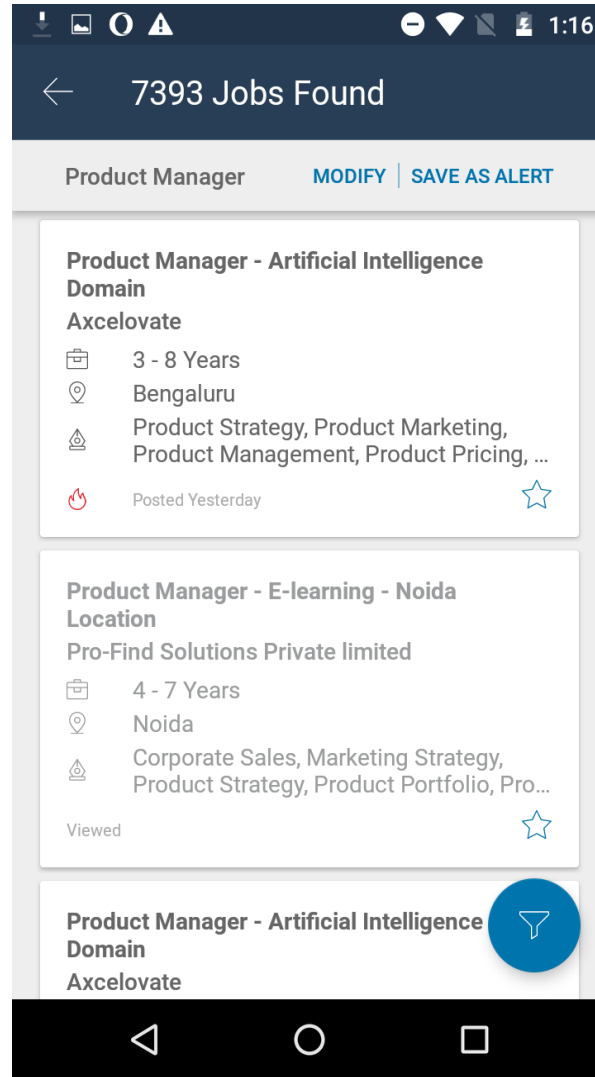 1:16
7393 Jobs Found
Product Manager MODIFY SAVE AS ALERT
Product Manager - Artificial Intelligence
Domain
Axcelovate
3 - 8 Years
Bengaluru
Product Strategy, Product Marketing,
Product Management, Product Pricing, ...
Posted Yesterday
Product Manager - E-learning - Noida
Location
Pro-Find Solutions Private limited
4 - 7 Years
Noida
Corporate Sales, Marketing Strategy,
Product Strategy, Product Portfolio, Pro...
Viewed
Product Manager - Artificial Intelligence
Domain
Axcelovate